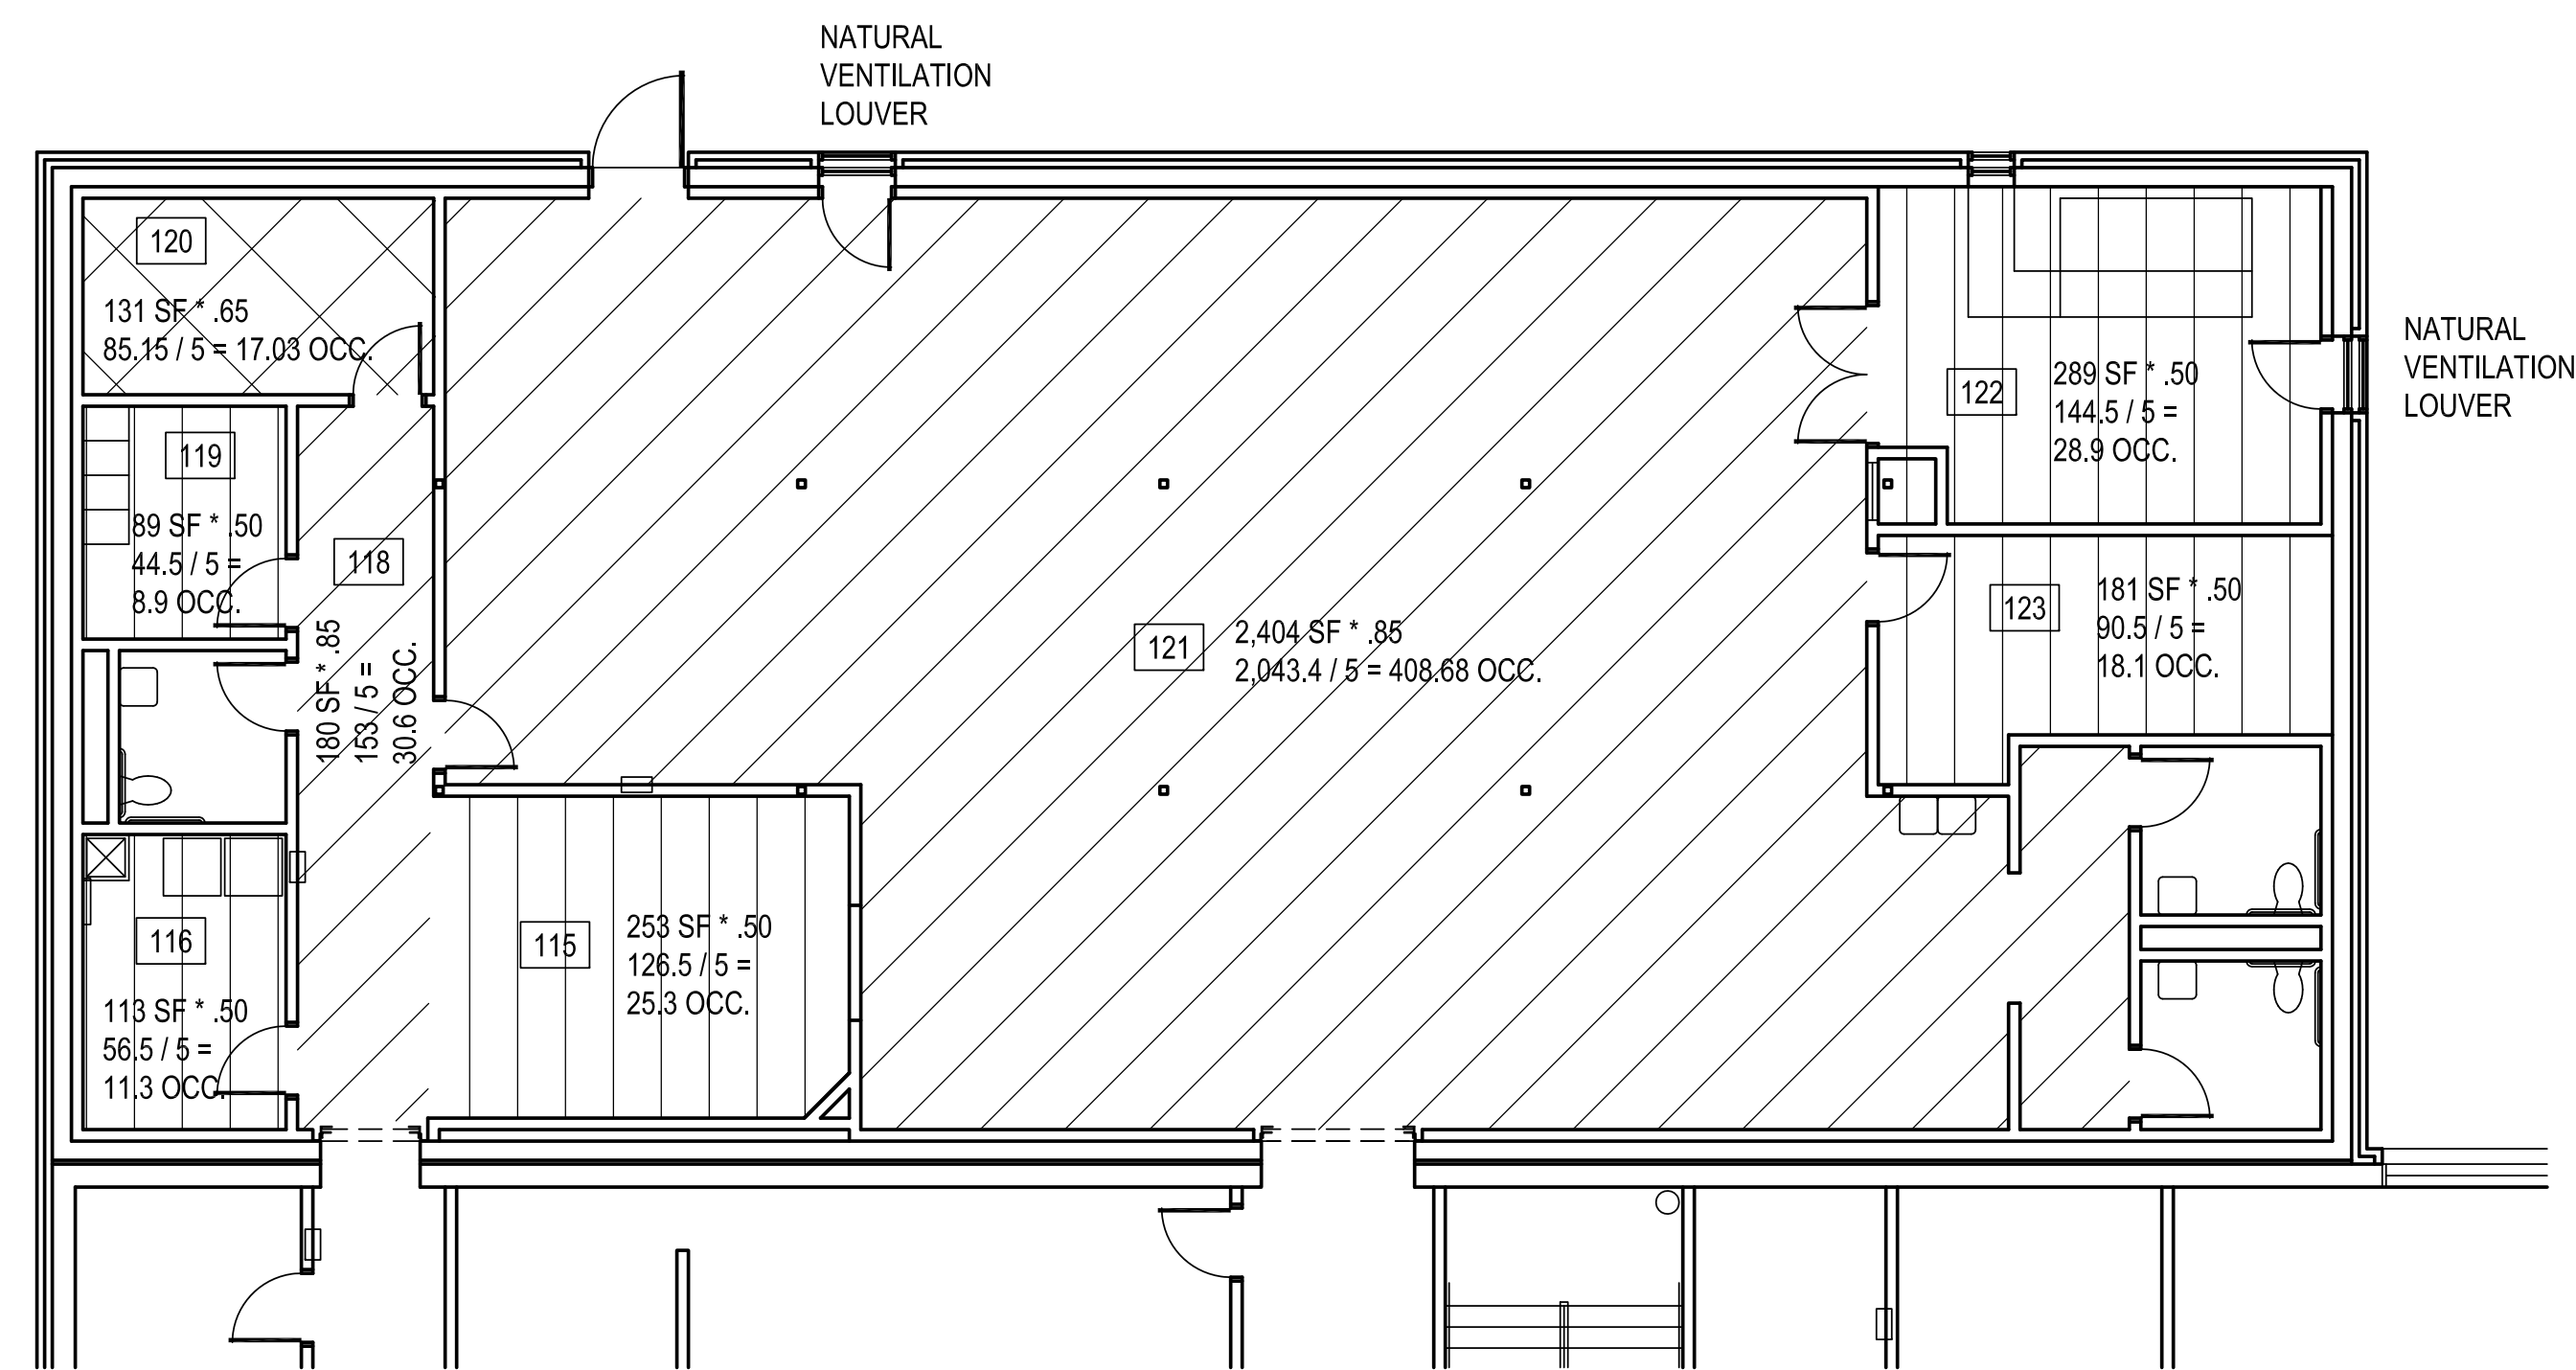 NATURAL
VENTILATION
LOUVER
120
131 SF * .65
85.15 / 5 = 17.03 OCC.
119
89 SF * .50
44.5 / 5 =
8.9 OCC.
118
180 SF * .85
153 / 5 =
30.6 OCC.
116
113 SF * .50
56.5 / 5 =
11.3 OCC.
115
253 SF * .50
126.5 / 5 =
25.3 OCC.
121
2,404 SF * .85
2,043.4 / 5 = 408.68 OCC.
122
289 SF * .50
144.5 / 5 =
28.9 OCC.
123
181 SF * .50
90.5 / 5 =
18.1 OCC.
NATURAL
VENTILATION
LOUVER